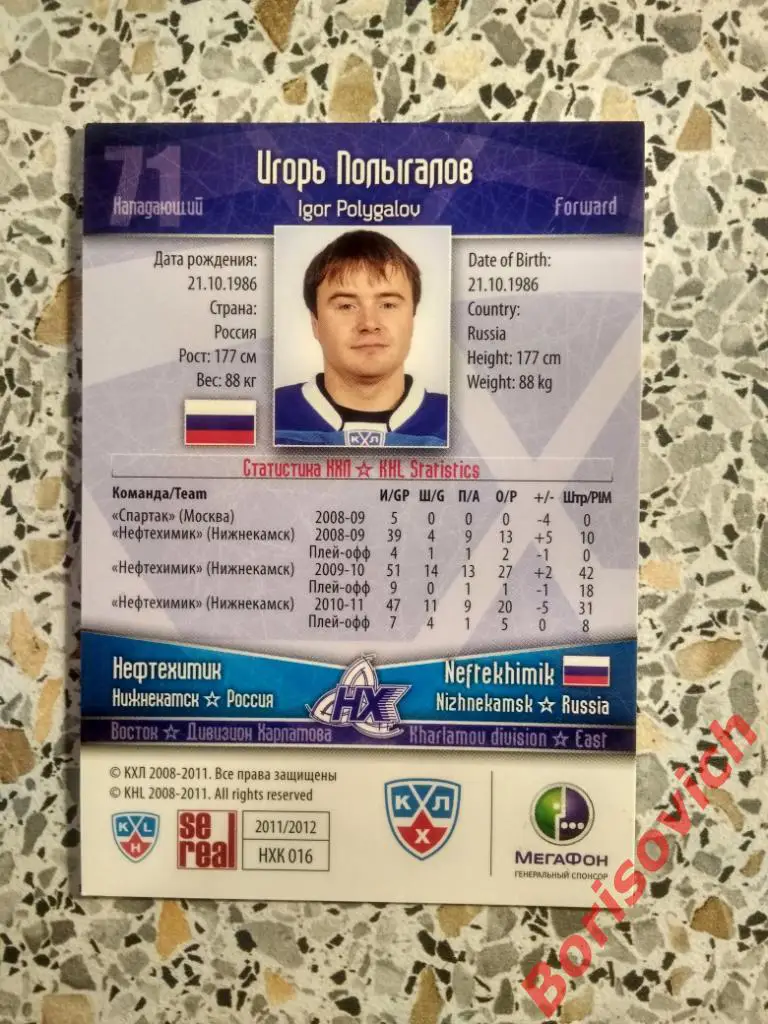 71
Игорь Полыгалов
Нападающий
Igor Polygalov
Forward
Дата рождения:
21.10.1986
Страна:
Россия
Рост: 177 см
Вес: 88 кг
Date of Birth:
21.10.1986
Country:
Russia
Height: 177 cm
Weight: 88 kg
КХЛ
Статистика КХЛ ☆ KHL Statistics
Команда/Team И/GP Ш/G П/A О/P +/- Штр/PIM
«Спартак» (Москва) 2008-09 5 0 0 0 -4 0
«Нефтехимик» (Нижнекамск) 2008-09 39 4 9 13 +5 10
Плей-офф 4 1 1 2 -1 0
«Нефтехимик» (Нижнекамск) 2009-10 51 14 13 27 +2 42
Плей-офф 9 0 1 1 -1 18
«Нефтехимик» (Нижнекамск) 2010-11 47 11 9 20 -5 31
Плей-офф 7 4 1 5 0 8
Нефтехимик
Нижнекамск ☆ Россия
НХ
Neftekhimik
Nizhnekamsk ☆ Russia
Восток ☆ Дивизион Харламова
Kharlamov division ☆ East
© КХЛ 2008-2011. Все права защищены
© KHL 2008-2011. All rights reserved
KHL
H
se real
2011/2012
НХК 016
КХЛ
Х
МЕГАФОН
ГЕНЕРАЛЬНЫЙ СПОНСОР
Borisovich